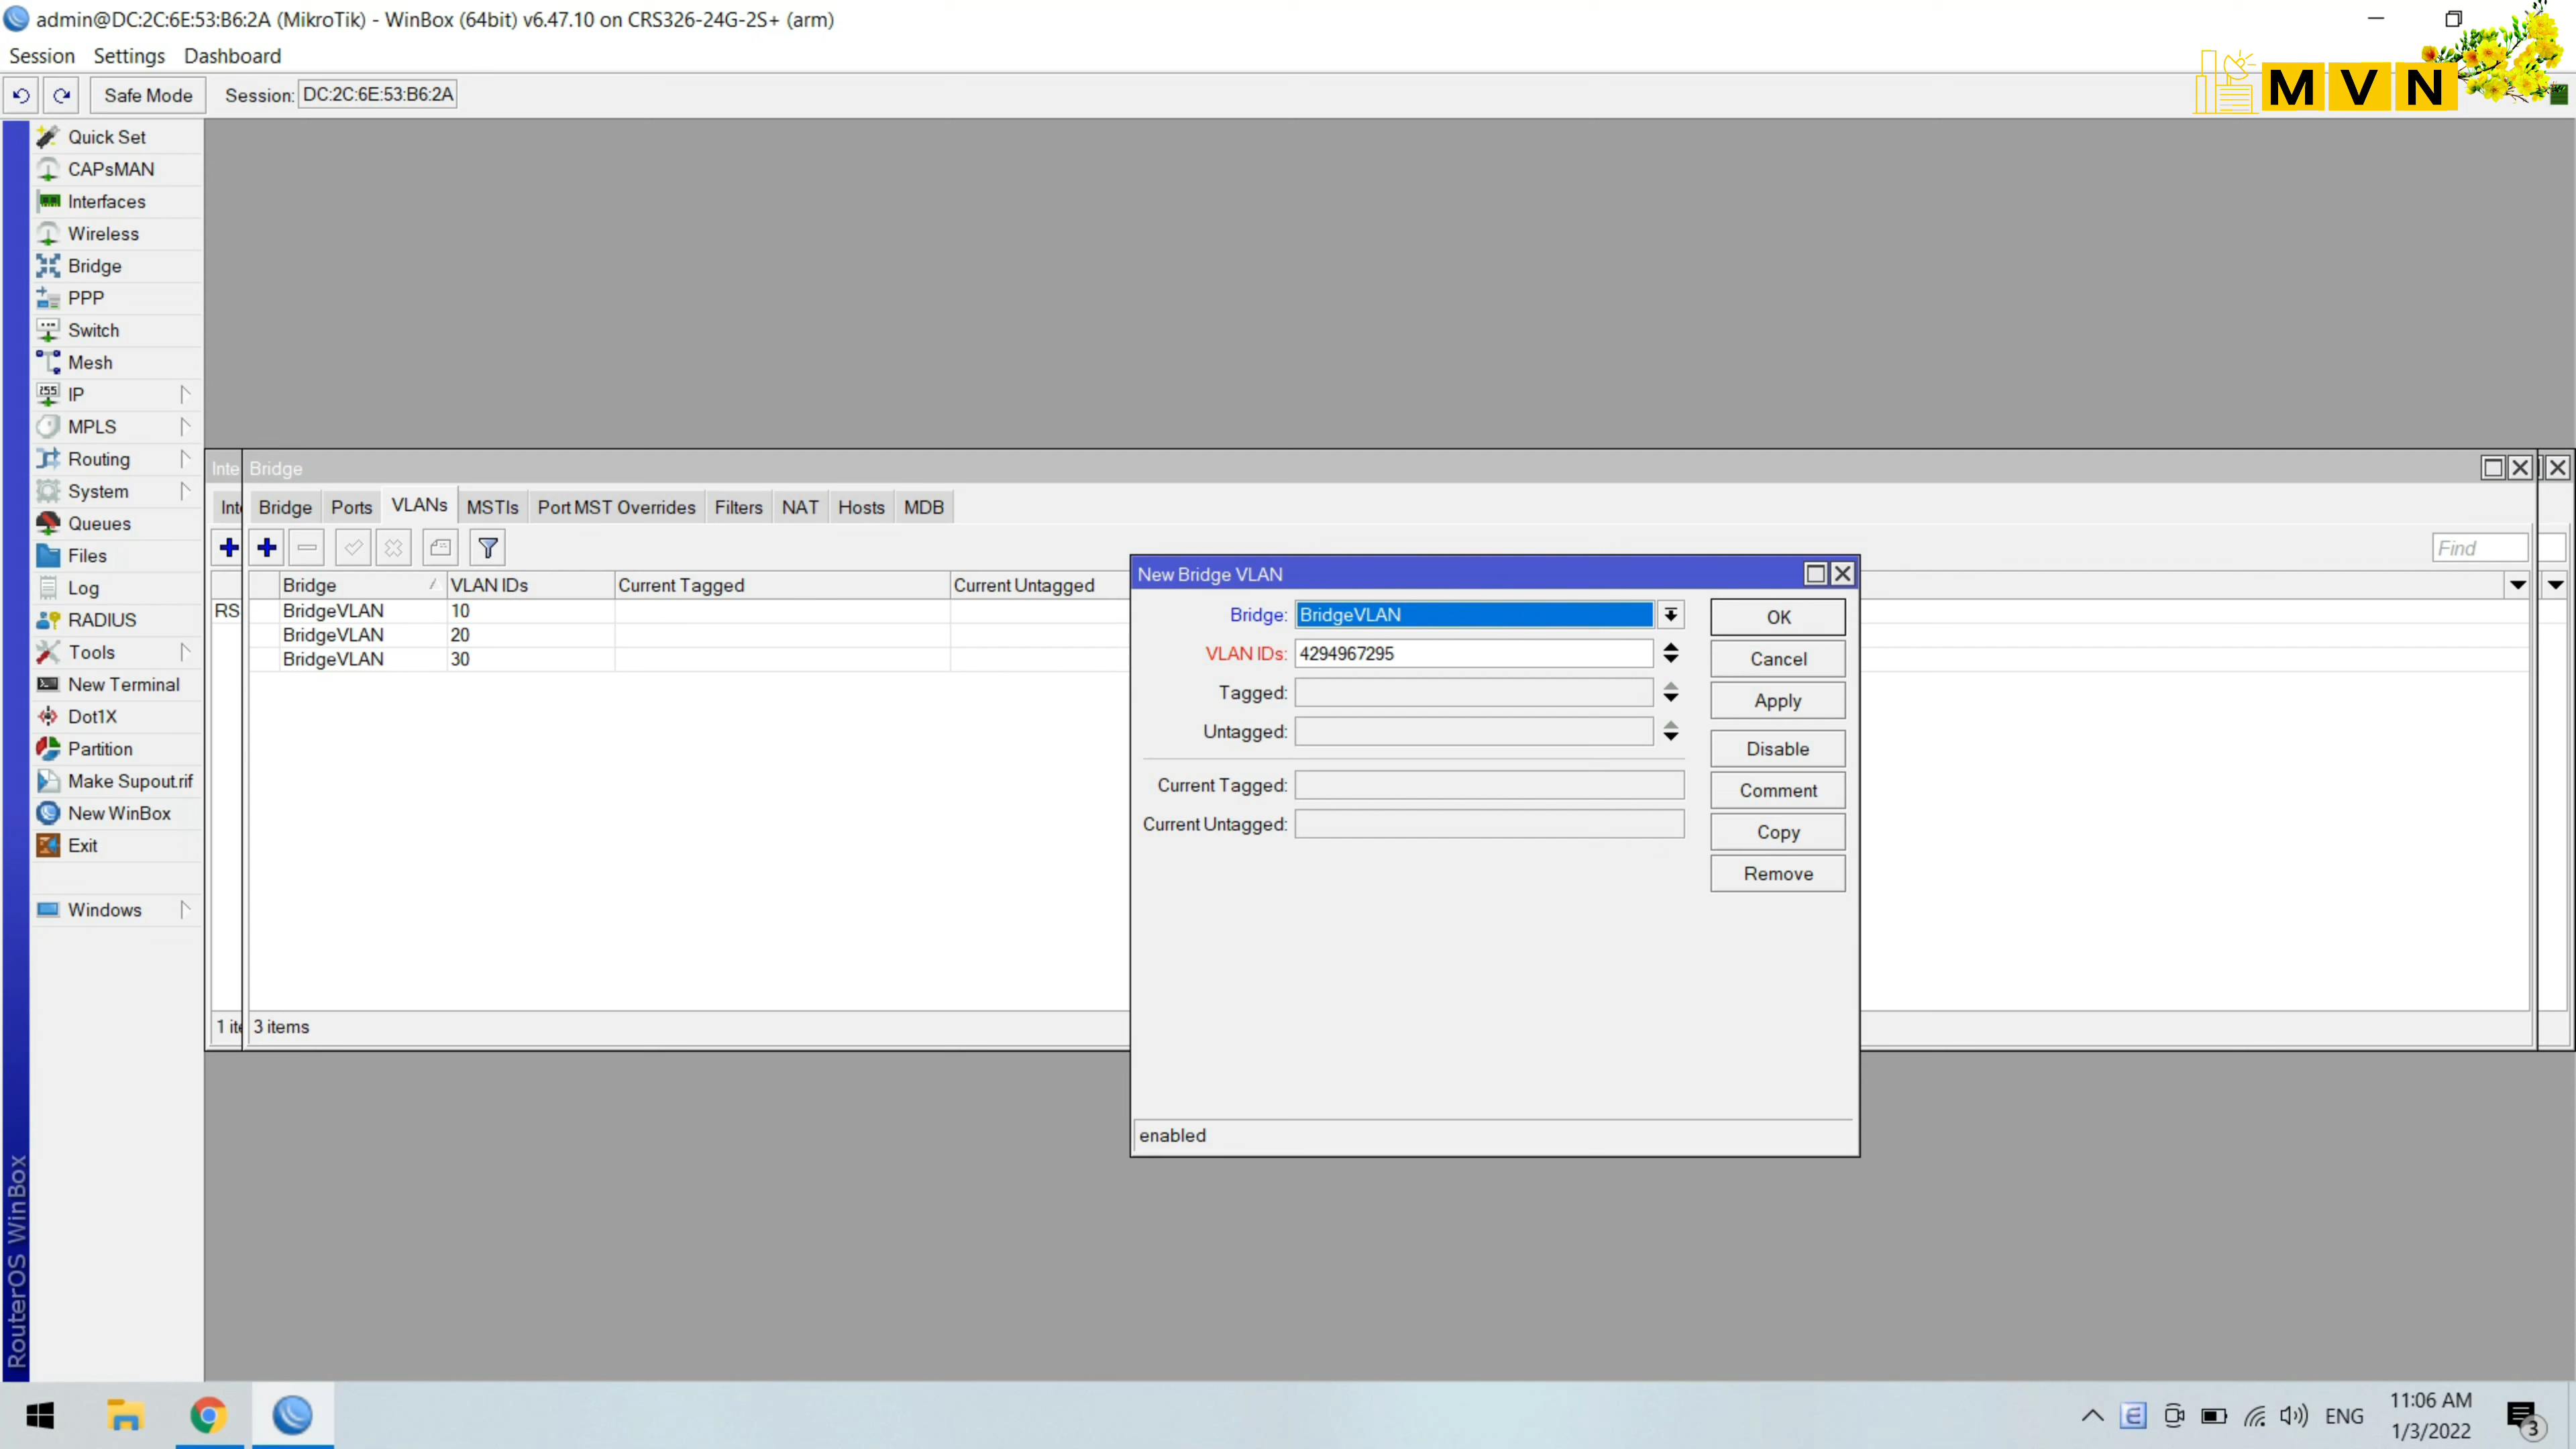 admin@DC:2C:6E:53:B6:2A (MikroTik) - WinBox (64bit) v6.47.10 on CRS326-24G-2S+ (arm)
Session Settings Dashboard
Safe Mode Session: DC:2C:6E:53:B6:2A
MVN
Quick Set
CAPsMAN
Interfaces
Wireless
Bridge
PPP
Switch
Mesh
IP
MPLS
Routing
System
Queues
Files
Log
RADIUS
Tools
New Terminal
Dot1X
Partition
Make Supout.rif
New WinBox
Exit
Windows
RouterOS WinBox
Inte Bridge
Inte Bridge Ports VLANs MSTIs Port MST Overrides Filters NAT Hosts MDB
Find
Bridge VLAN IDs Current Tagged Current Untagged
RS BridgeVLAN 10
BridgeVLAN 20
BridgeVLAN 30
1 ite 3 items
New Bridge VLAN
Bridge: BridgeVLAN
VLAN IDs: 4294967295
Tagged:
Untagged:
Current Tagged:
Current Untagged:
OK
Cancel
Apply
Disable
Comment
Copy
Remove
enabled
ENG
11:06 AM
1/3/2022
3